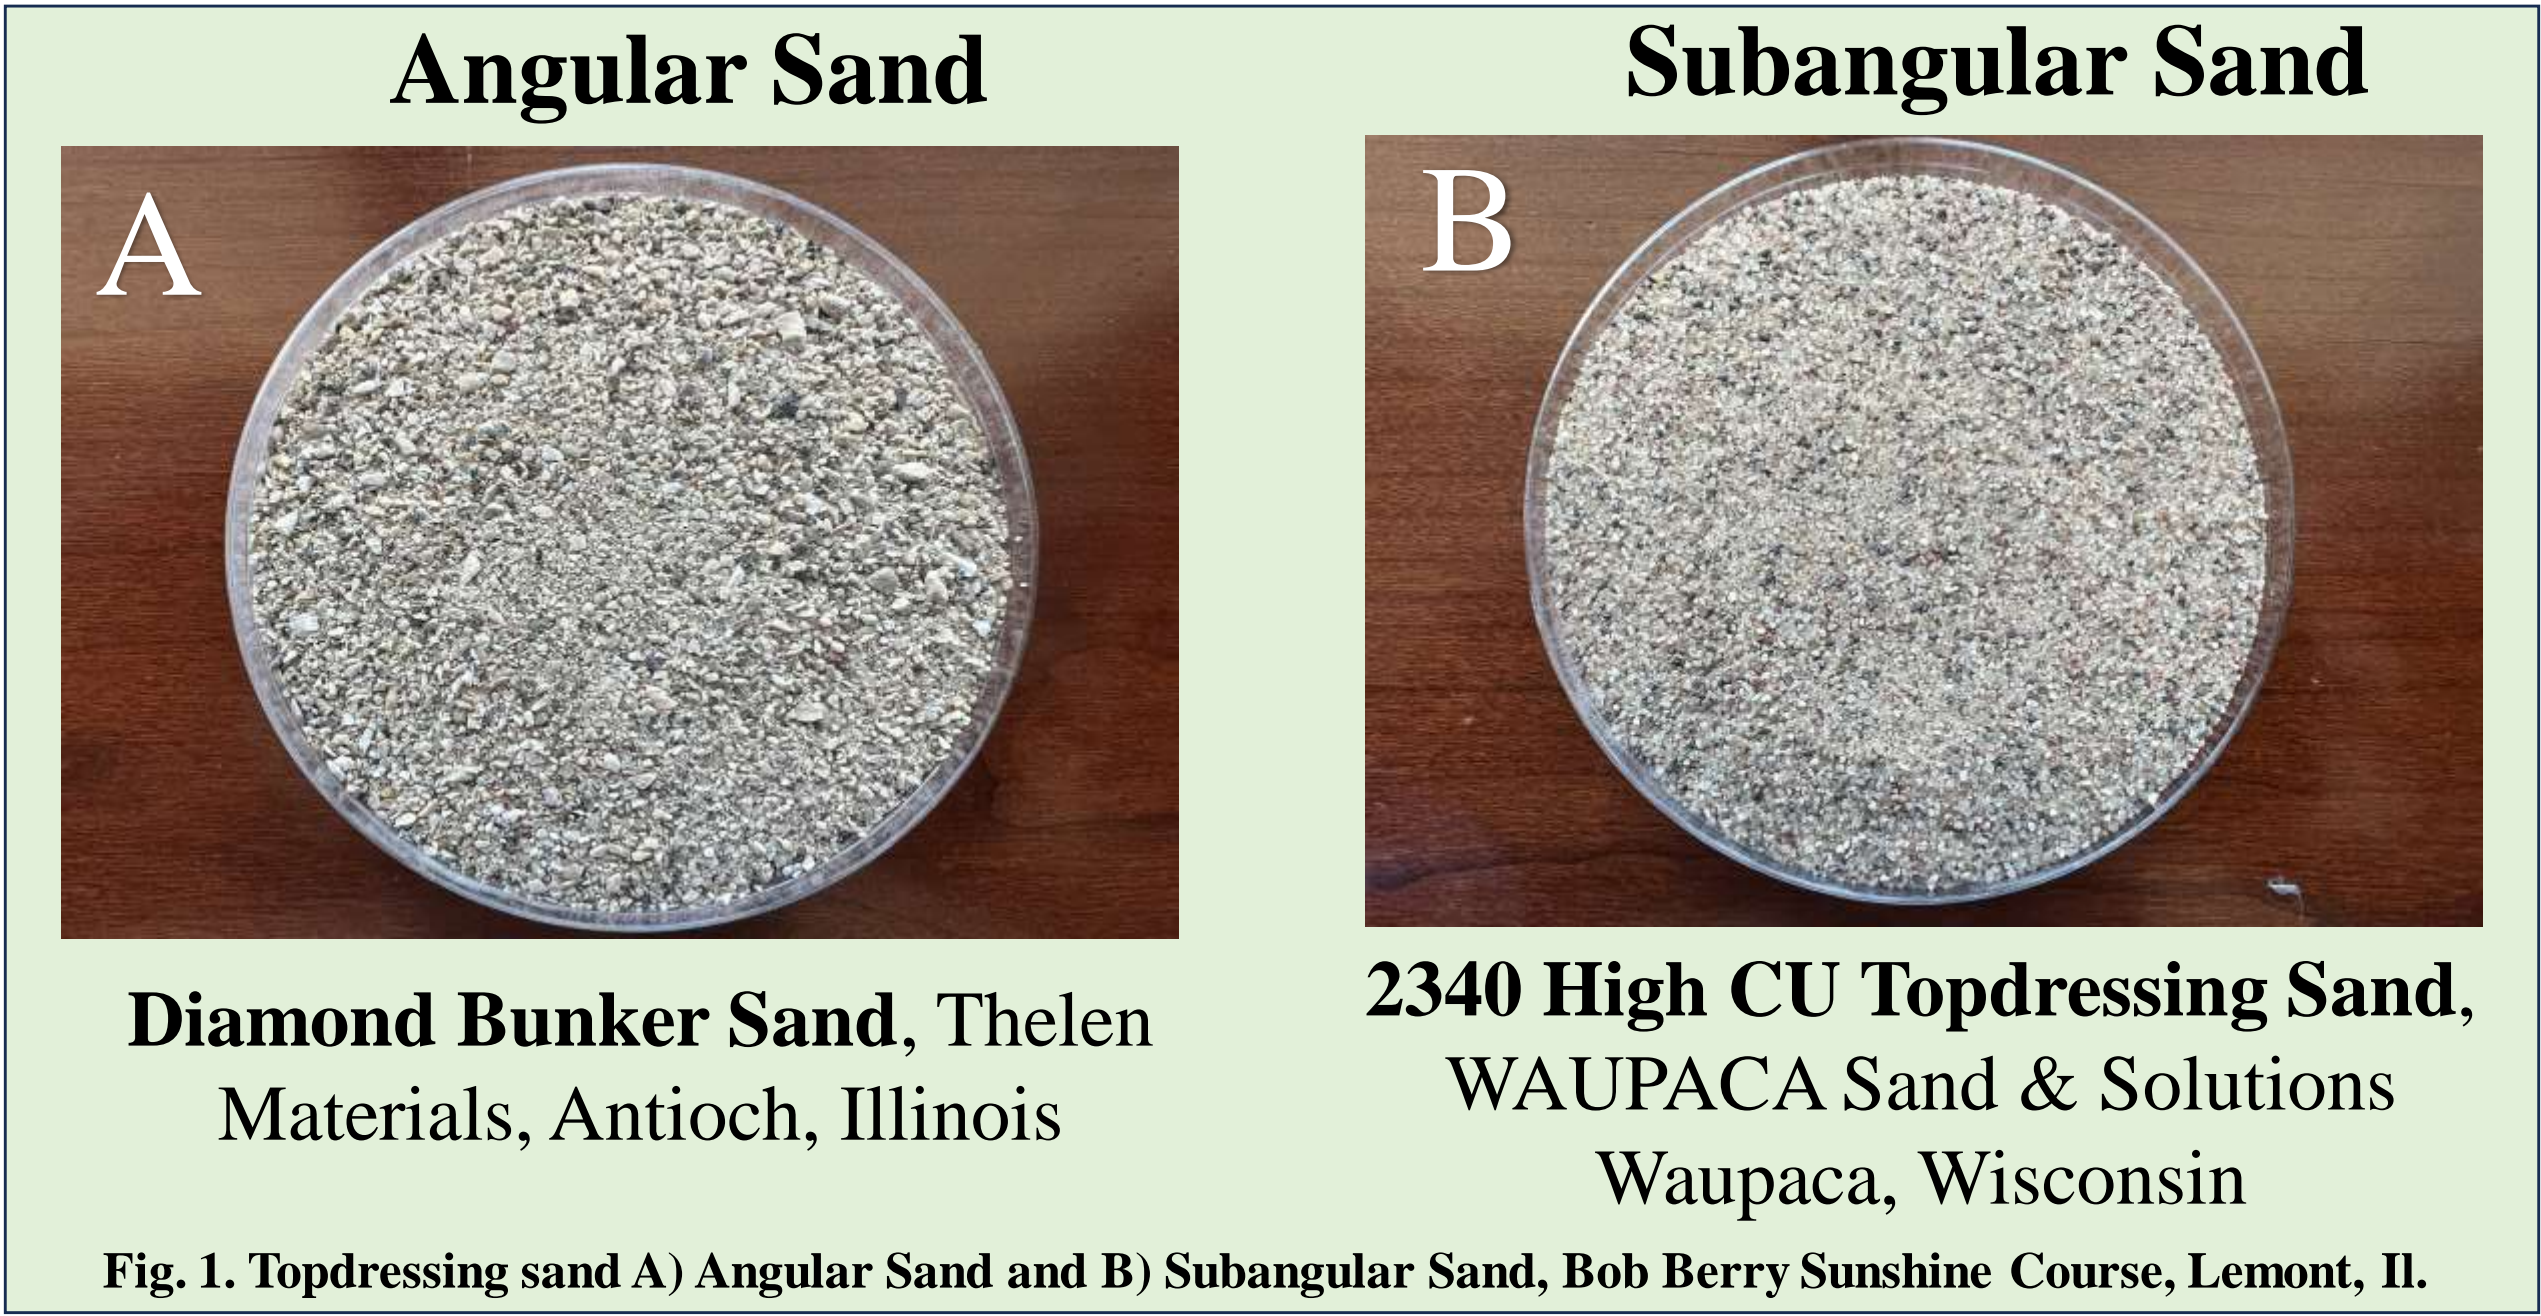 Angular Sand
Subangular Sand
A
B
Diamond Bunker Sand, Thelen
Materials, Antioch, Illinois
2340 High CU Topdressing Sand,
WAUPACA Sand & Solutions
Waupaca, Wisconsin
Fig. 1. Topdressing sand A) Angular Sand and B) Subangular Sand, Bob Berry Sunshine Course, Lemont, Il.